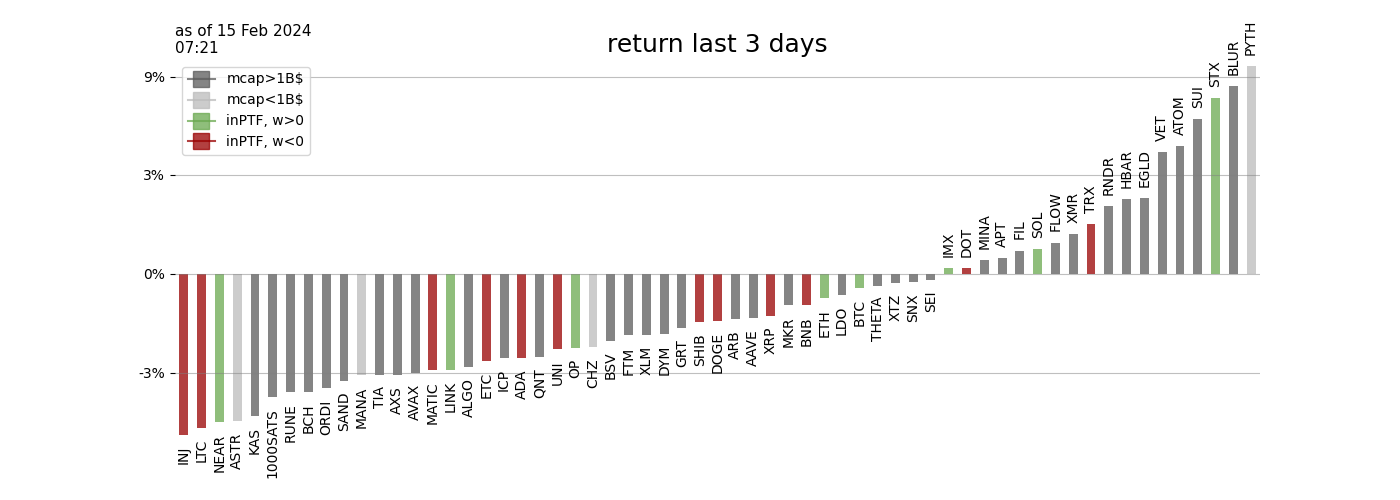 as of 15 Feb 2024
07:21
return last 3 days
mcap>1B$
mcap<1B$
inPTF, w>0
inPTF, w<0
9%
3%
0%
-3%
INJ
LTC
NEAR
ASTR
KAS
1000SATS
RUNE
BCH
ORDI
SAND
MANA
TIA
AXS
AVAX
MATIC
LINK
ALGO
ETC
ICP
ADA
QNT
UNI
OP
CHZ
BSV
FTM
XLM
DYM
GRT
SHIB
DOGE
ARB
AAVE
XRP
MKR
BNB
ETH
LDO
BTC
THETA
XTZ
SNX
SEI
IMX
DOT
MINA
APT
FIL
SOL
FLOW
XMR
TRX
RNDR
HBAR
EGLD
VET
ATOM
SUI
STX
BLUR
PYTH